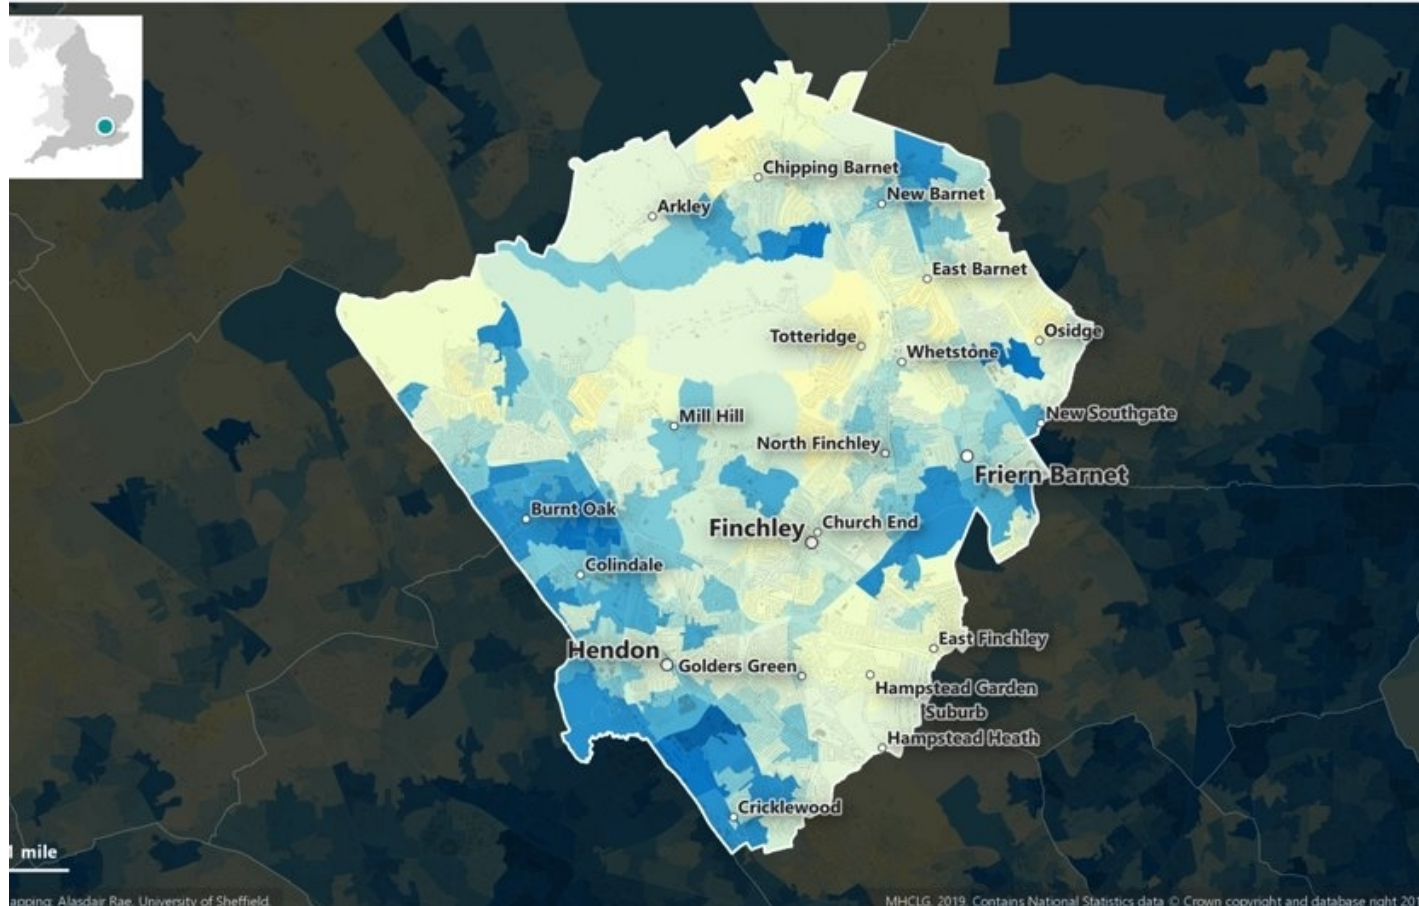 Chipping Barnet
New Barnet
Arkley
East Barnet
Osidge
Totteridge
Whetstone
New Southgate
Mill Hill
North Finchley
Friern Barnet
Burnt Oak
Church End
Finchley
Colindale
East Finchley
Hendon
Golders Green
Hampstead Garden
Suburb
Hampstead Heath
Cricklewood
1 mile
apping: Alasdair Rae, University of Sheffield.
MHCLG, 2019. Contains National Statistics data © Crown copyright and database right 20